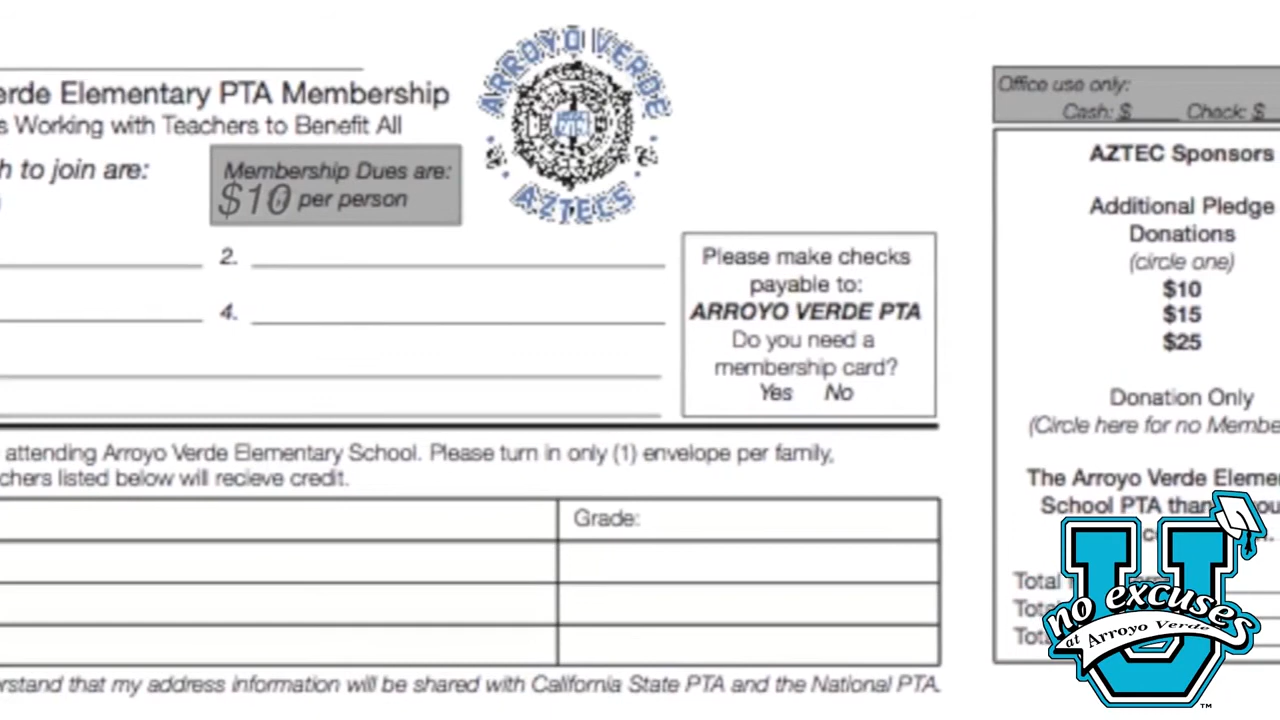 ARROYO VERDE
AZTECS
erde Elementary PTA Membership
s Working with Teachers to Benefit All
h to join are:
Membership Dues are:
$10 per person
2.
4.
Please make checks
payable to:
ARROYO VERDE PTA
Do you need a
membership card?
Yes No
attending Arroyo Verde Elementary School. Please turn in only (1) envelope per family,
chers listed below will recieve credit.
Grade:
erstand that my address information will be shared with California State PTA and the National PTA.
Office use only:
Cash: $ Check: $
AZTEC Sponsors
Additional Pledge
Donations
(circle one)
$10
$15
$25
Donation Only
(Circle here for no Membe
The Arroyo Verde Elemen
School PTA than ou
Total
Tota
Tota
no excuses
at Arroyo Verde
U
TM